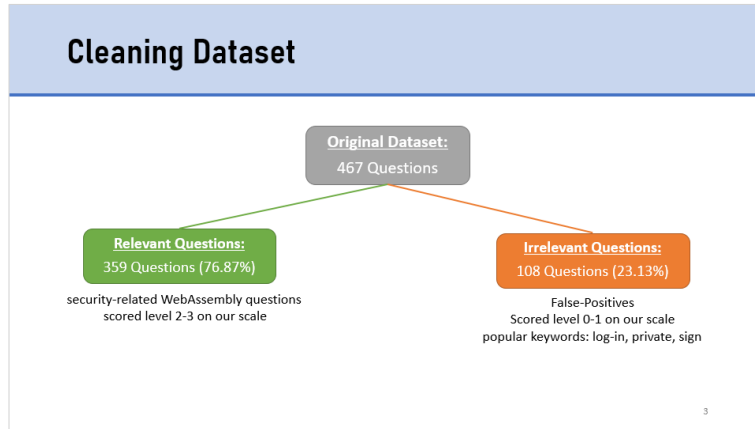 Cleaning Dataset
Original Dataset:
467 Questions
Relevant Questions:
359 Questions (76.87%)
security-related WebAssembly questions
scored level 2-3 on our scale
Irrelevant Questions:
108 Questions (23.13%)
False-Positives
Scored level 0-1 on our scale
popular keywords: log-in, private, sign
3